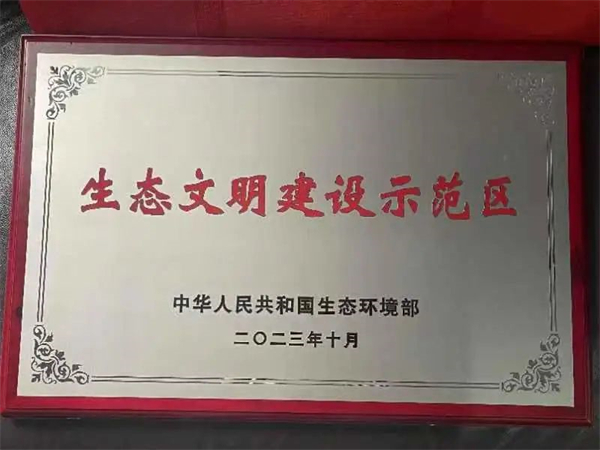 生态文明建设示范区
中华人民共和国生态环境部
二〇二三年十月